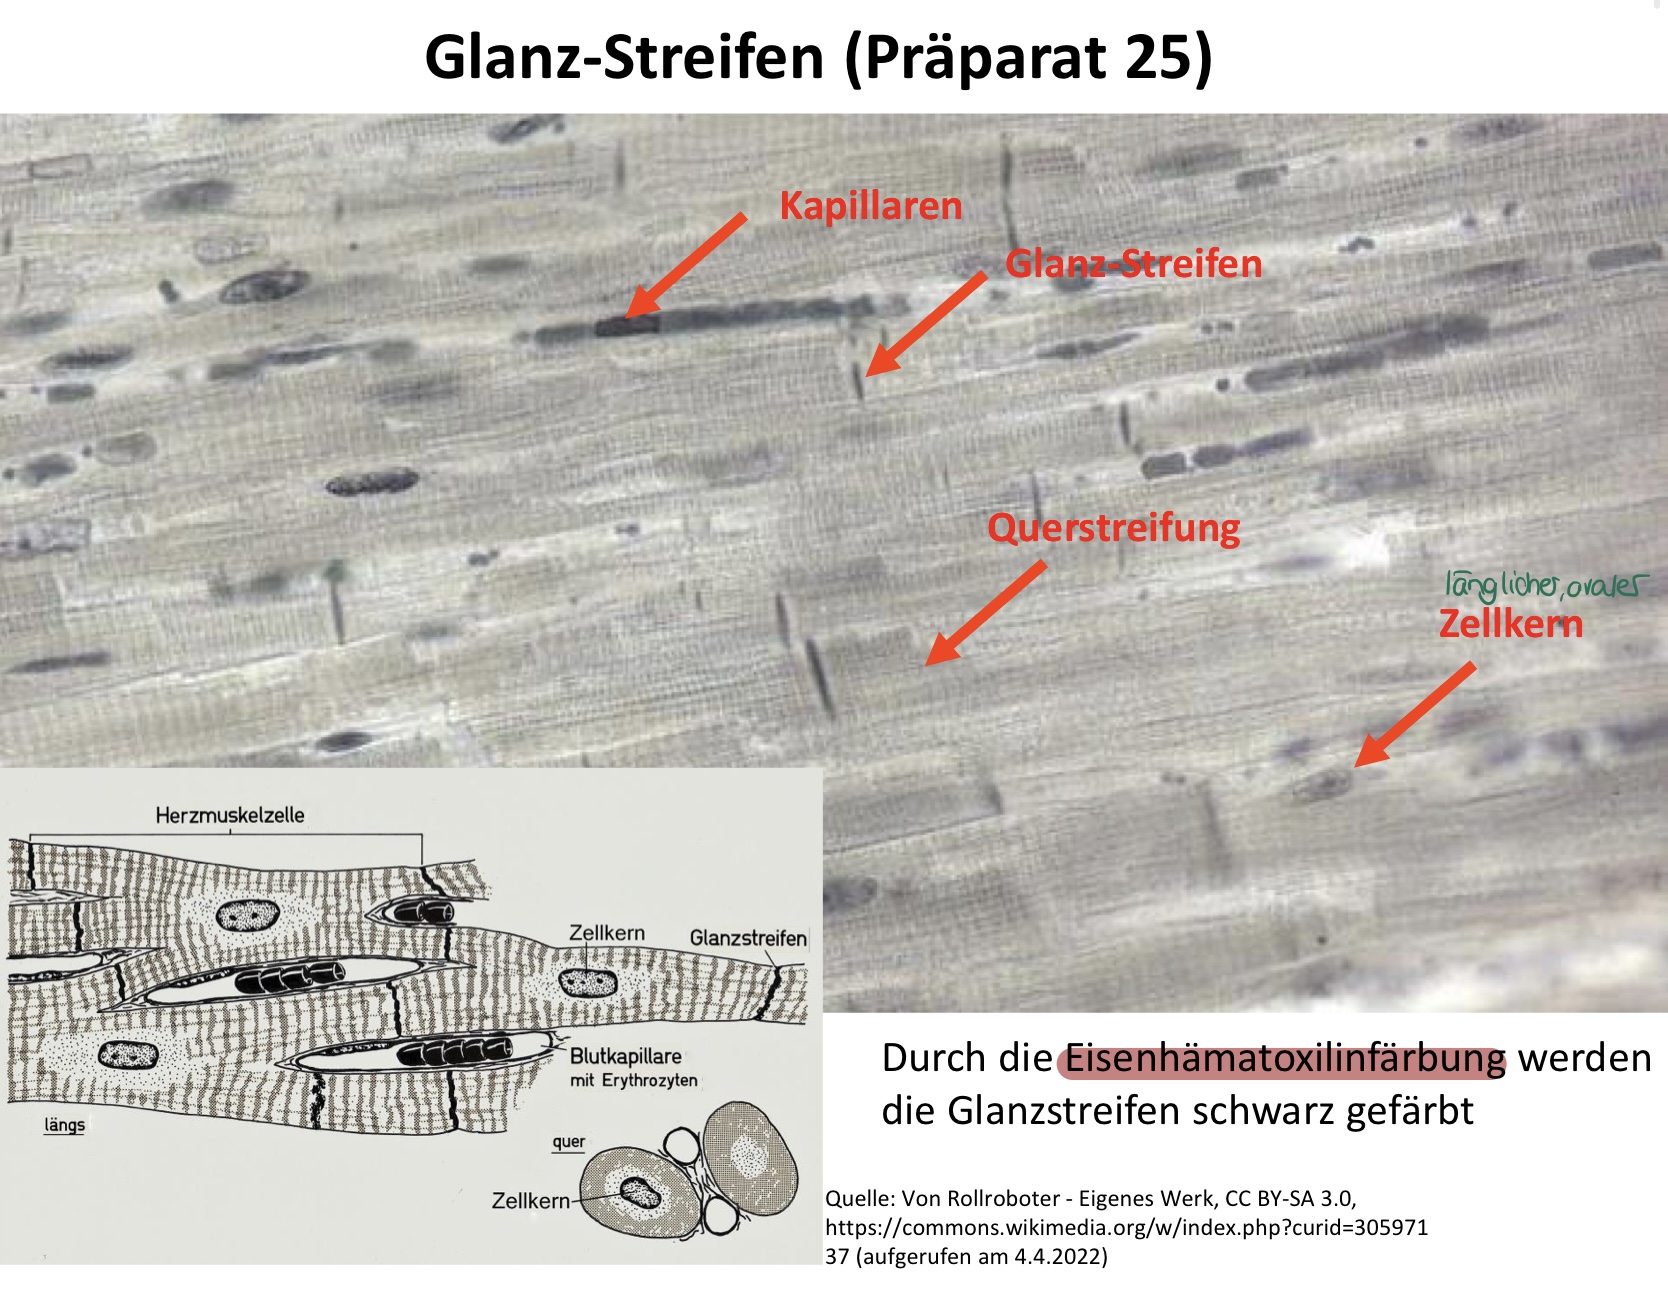 Glanz-Streifen (Präparat 25)
Kapillaren
Glanz-Streifen
Querstreifung
länglicher, ovaler
Zellkern
Herzmuskelzelle
Zellkern
Glanzstreifen
Blutkapillare
mit Erythrozyten
längs
quer
Zellkern
Durch die Eisenhämatoxilinfärbung werden
die Glanzstreifen schwarz gefärbt
Quelle: Von Rollroboter - Eigenes Werk, CC BY-SA 3.0,
https://commons.wikimedia.org/w/index.php?curid=305971
37 (aufgerufen am 4.4.2022)